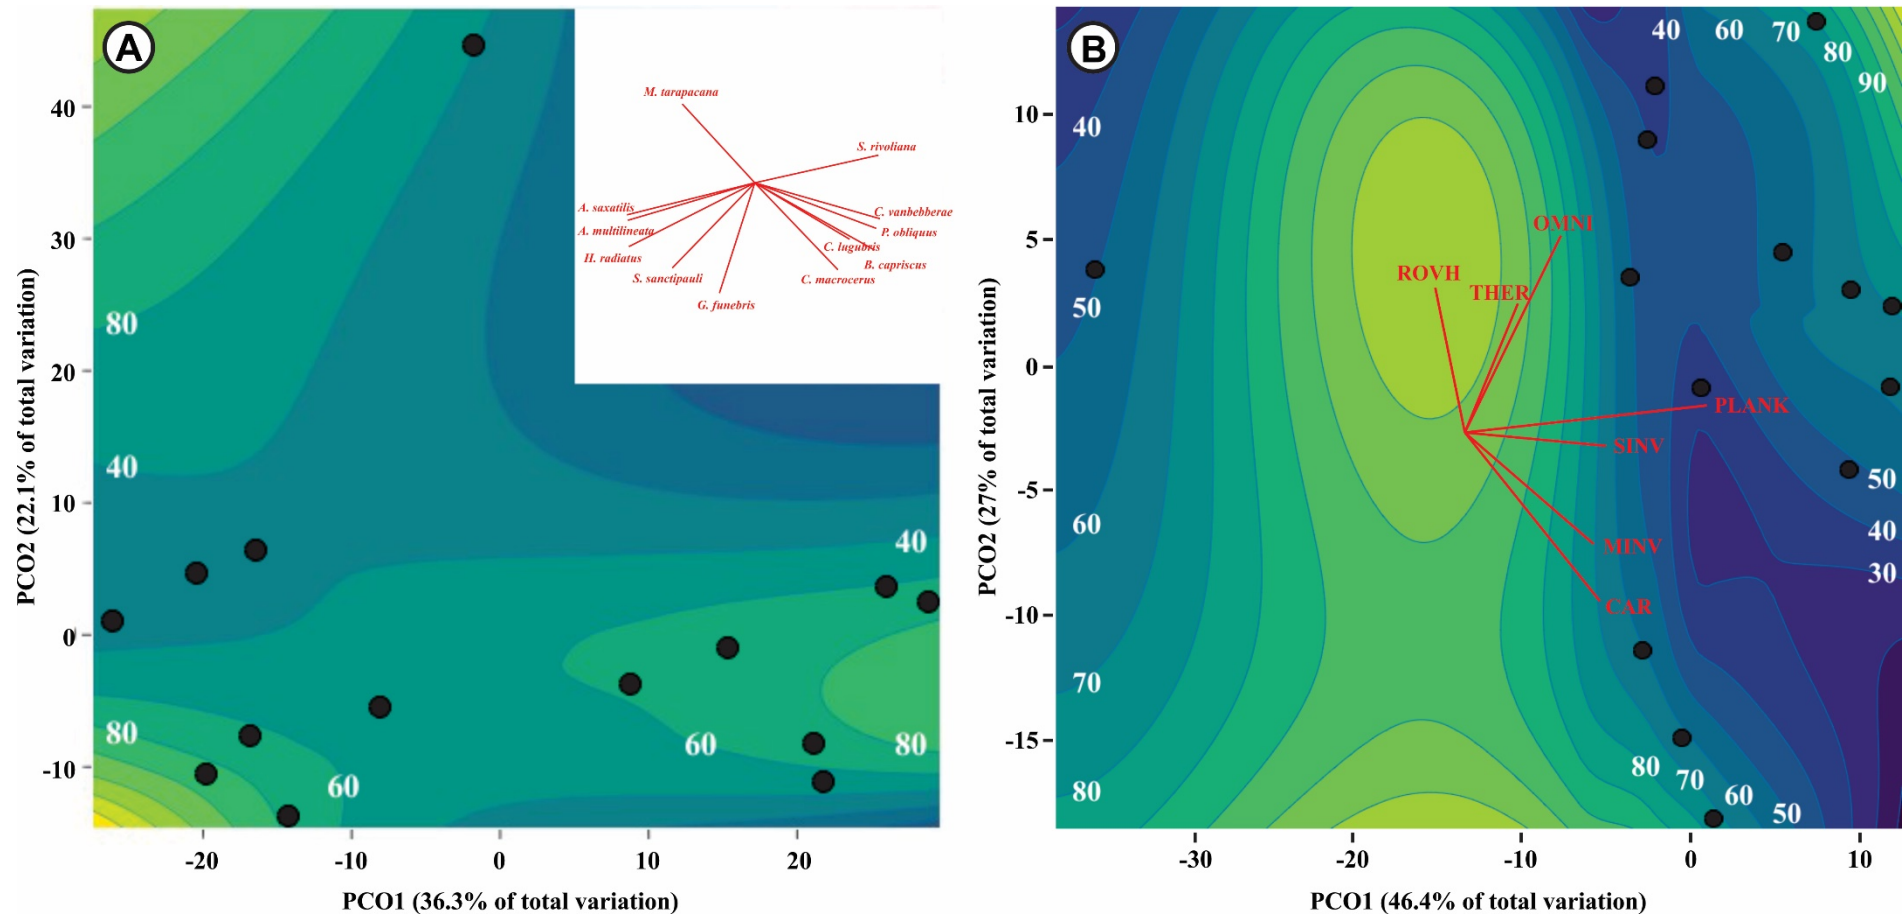 A
M. tarapacana
S. rivoliana
A. saxatilis
C. vanhebberae
A. multilineata
P. obliquus
C. lugubris
H. radiatus
B. capriscus
S. sanctipauli
C. macrocerus
G. funebris
40
30
20
10
0
-10
80
40
40
80
60
60
80
-20
-10
0
10
20
PCO2 (22.1% of total variation)
PCO1 (36.3% of total variation)
B
40
60
70
80
90
40
50
60
70
80
OMNI
ROVH
THER
PLANK
SINV
MINV
CAR
50
40
30
80
70
60
50
10
5
0
-5
-10
-15
-30
-20
-10
0
10
PCO2 (27% of total variation)
PCO1 (46.4% of total variation)